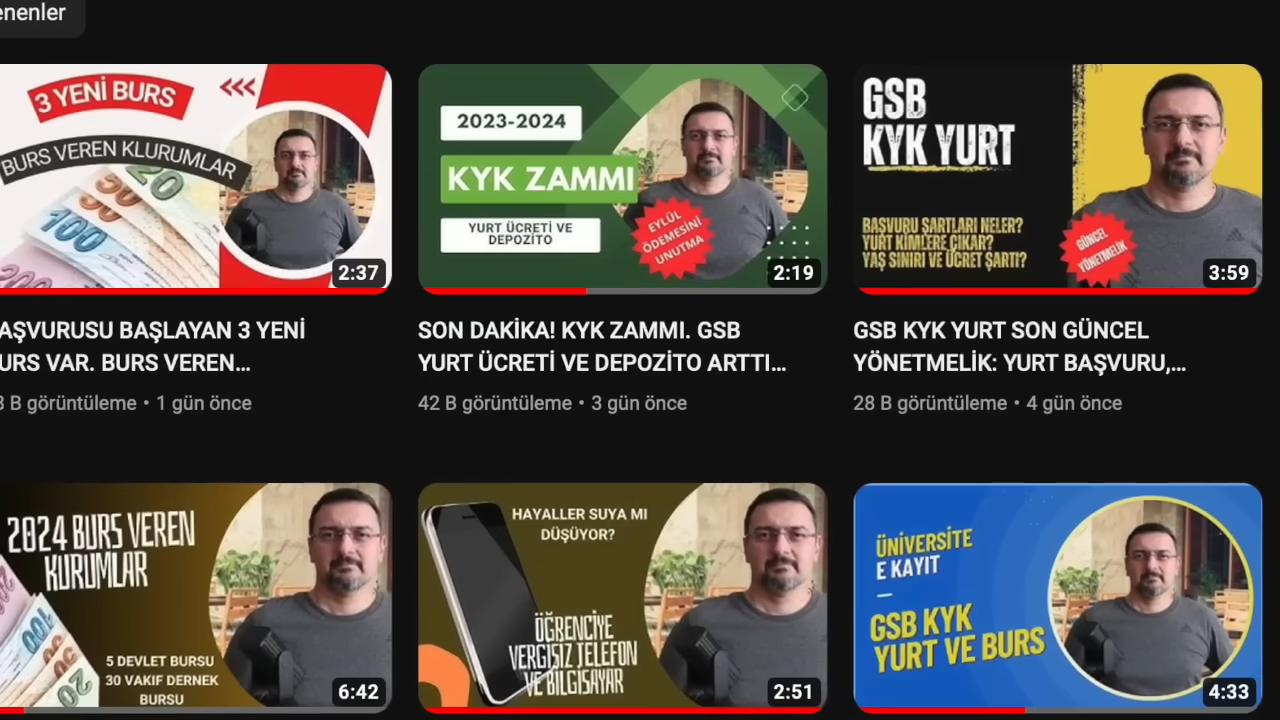 enenler
3 YENİ BURS
BURS VEREN KLURUMLAR
100
50
20
200
2:37
2023-2024
KYK ZAMMI
YURT ÜCRETİ VE
DEPOZİTO
EYLÜL
ÖDEMESİNİ
UNUTMA
2:19
GSB
KYK YURT
BAŞVURU ŞARTLARI NELER?
YURT KİMLERE ÇIKAR?
YAŞ SINIRI VE ÜCRET ŞARTI?
GÜNCEL
YÖNETMELİK
3:59
AŞVURUSU BAŞLAYAN 3 YENİ
URS VAR. BURS VEREN...
B görüntüleme • 1 gün önce
SON DAKİKA! KYK ZAMMI. GSB
YURT ÜCRETİ VE DEPOZİTO ARTTI...
42 B görüntüleme • 3 gün önce
GSB KYK YURT SON GÜNCEL
YÖNETMELİK: YURT BAŞVURU,...
28 B görüntüleme • 4 gün önce
2024 BURS VEREN
KURUMLAR
100
50
20
5 DEVLET BURSU
30 VAKIF DERNEK
BURSU
6:42
HAYALLER SUYA MI
DÜŞÜYOR?
ÖĞRENCİYE
VERGİSİZ TELEFON
VE BİLGİSAYAR
2:51
ÜNİVERSİTE
E KAYIT
GSB KYK
YURT VE BURS
4:33